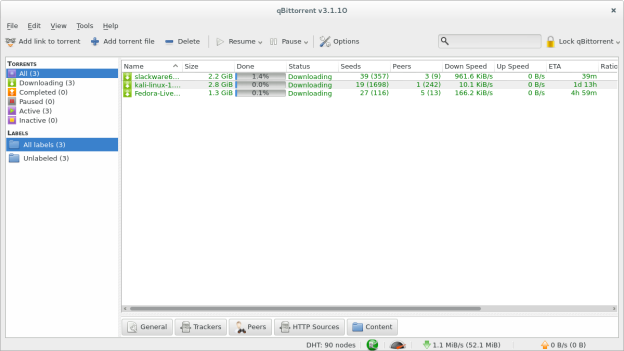 qBittorrent v3.1.10
File Edit View Tools Help
Add link to torrent Add torrent file Delete Resume Pause Options Lock qBittorrent
Torrents
All (3)
Downloading (3)
Completed (0)
Paused (0)
Active (3)
Inactive (0)
Labels
All labels (3)
Unlabeled (3)
Name Size Done Status Seeds Peers Down Speed Up Speed ETA Ratio
slackware6... 2.2 GiB 1.4% Downloading 39 (357) 3 (9) 961.6 KiB/s 0 B/s 39m
kali-linux-1.... 2.8 GiB 0.0% Downloading 19 (1698) 1 (242) 10.1 KiB/s 0 B/s 1d 13h
Fedora-Live... 1.3 GiB 0.1% Downloading 27 (116) 5 (13) 166.2 KiB/s 0 B/s 4h 59m
General Trackers Peers HTTP Sources Content
DHT: 90 nodes 1.1 MiB/s (52.1 MiB) 0 B/s (0 B)